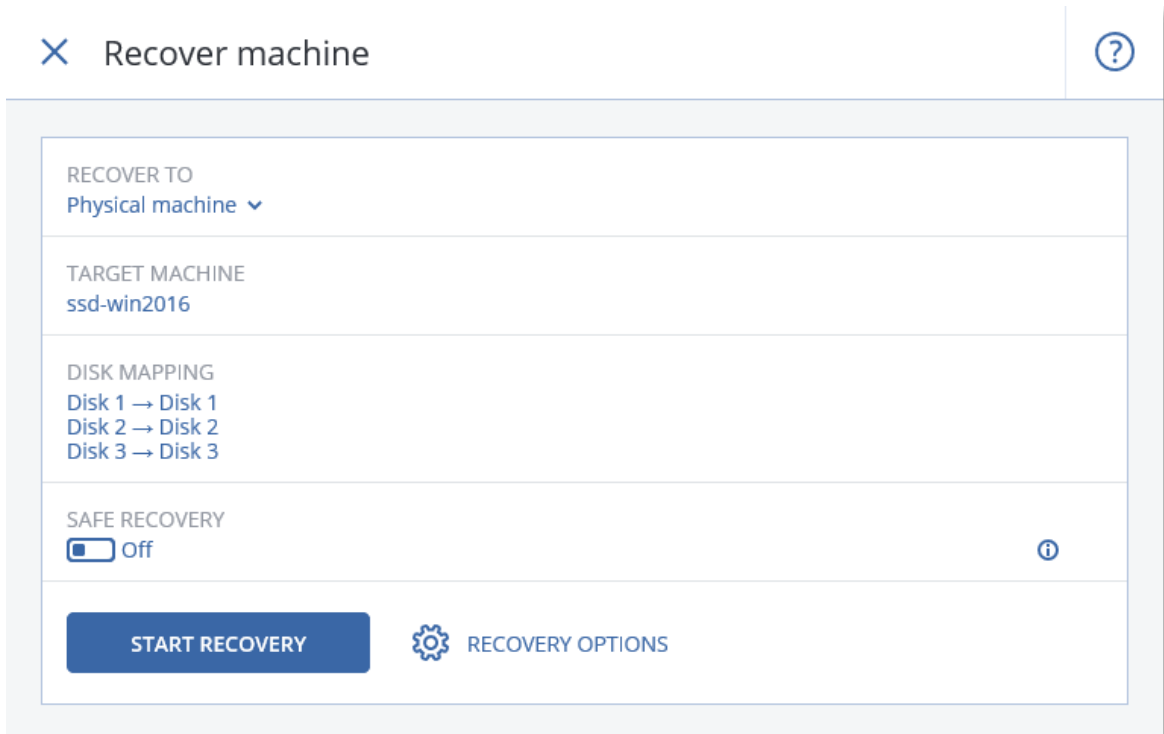 Recover machine
RECOVER TO
Physical machine
TARGET MACHINE
ssd-win2016
DISK MAPPING
Disk 1 → Disk 1
Disk 2 → Disk 2
Disk 3 → Disk 3
SAFE RECOVERY
Off
START RECOVERY RECOVERY OPTIONS